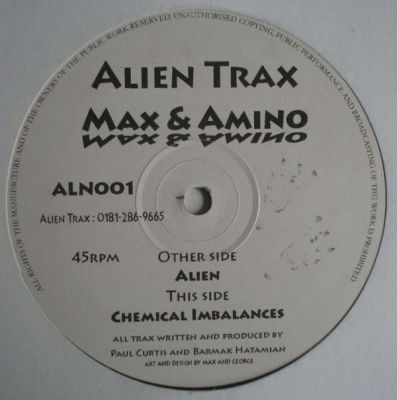 ALL RIGHTS OF THE MANUFACTURE AND OF THE OWNERS OF THE PUBLIC WORK RESERVED. UNAUTHORISED COPYING, PUBLIC PERFORMANCE AND BROADCASTING OF THIS WORK IS PROHIBITED.
ALIEN TRAX
MAX & AMINO
MAX & AMINO
ALN001
ALIEN TRAX : 0181-286-9665
45RPM OTHER SIDE
ALIEN
THIS SIDE
CHEMICAL IMBALANCES
ALL TRAX WRITTEN AND PRODUCED BY
PAUL CURTIS AND BARMAK HATAMIAN
ART AND DESIGN BY MAX AND GEORGE